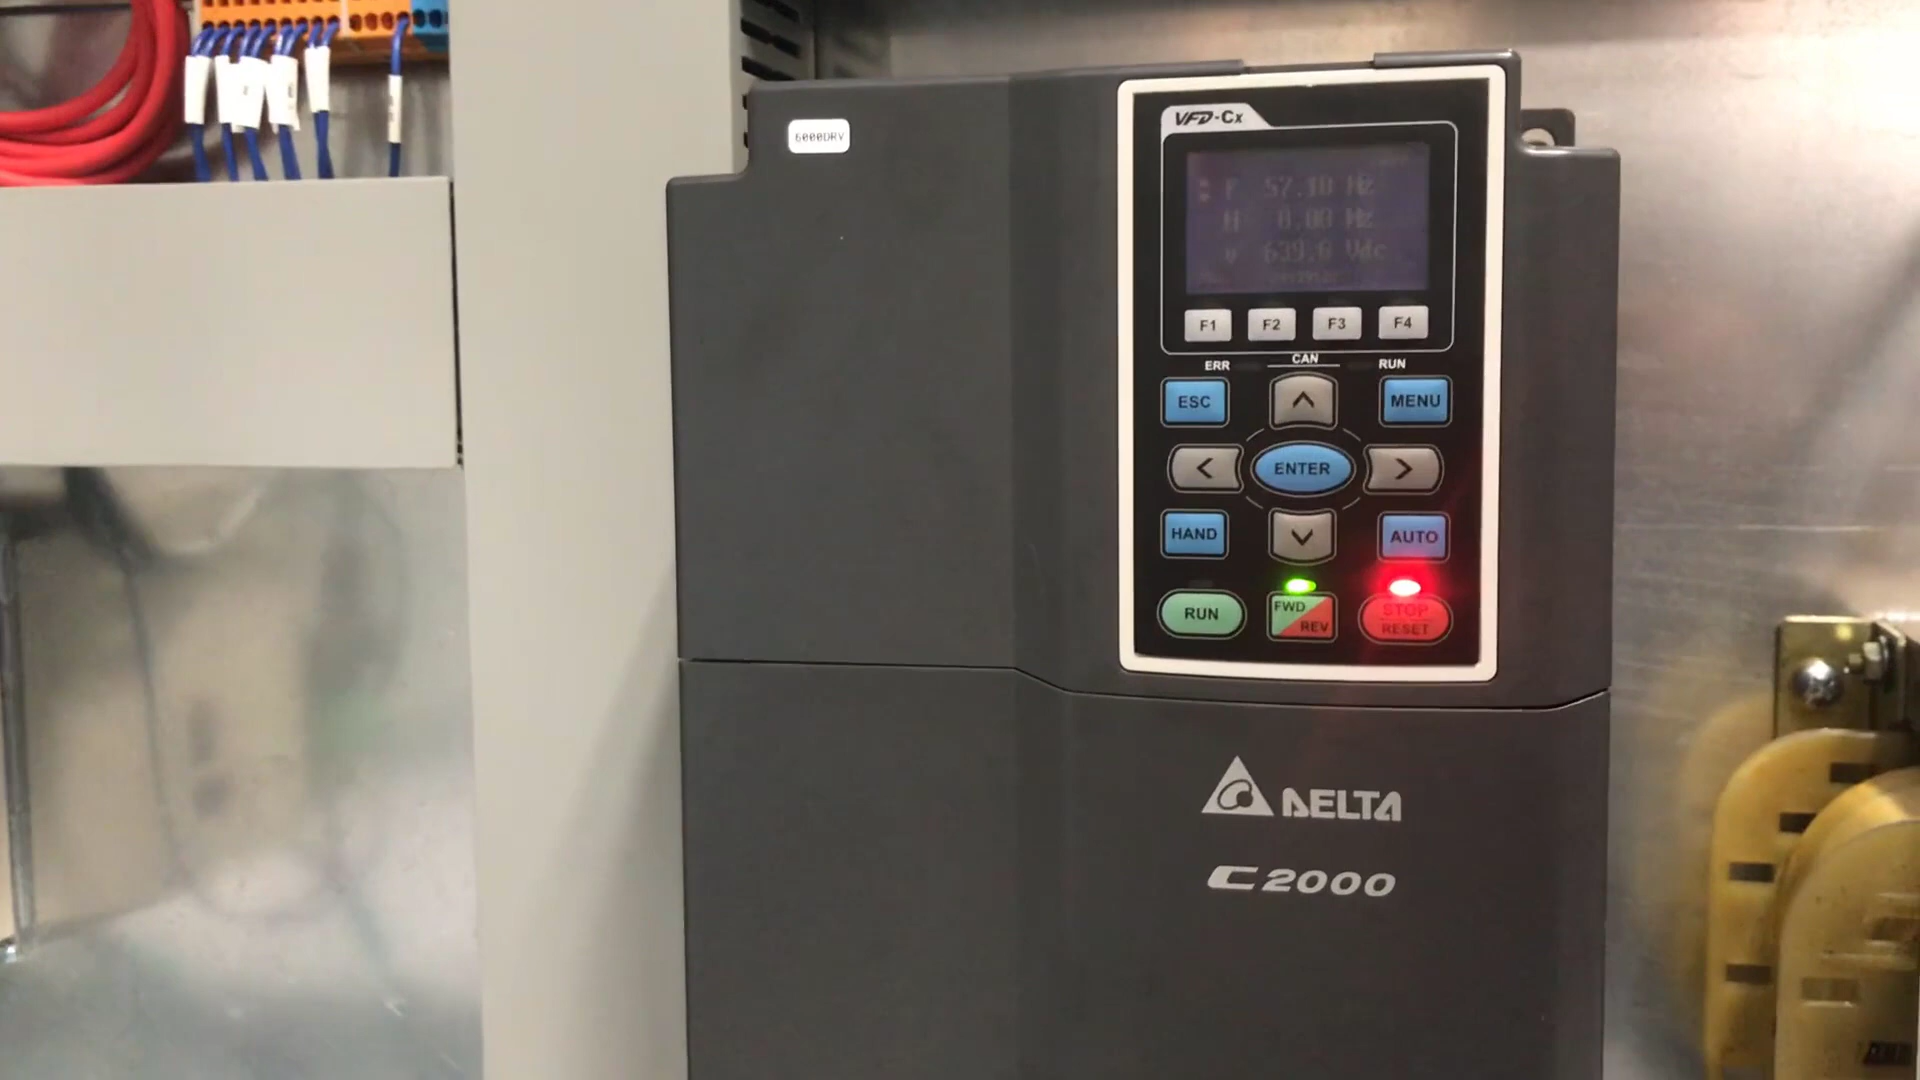 6000DRV
VFD-Cx
F 57.10 Hz
H 0.00 Hz
639.0 Vdc
F1 F2 F3 F4
ERR CAN RUN
ESC MENU
ENTER
HAND AUTO
RUN FWD REV STOP RESET
DELTA
C2000